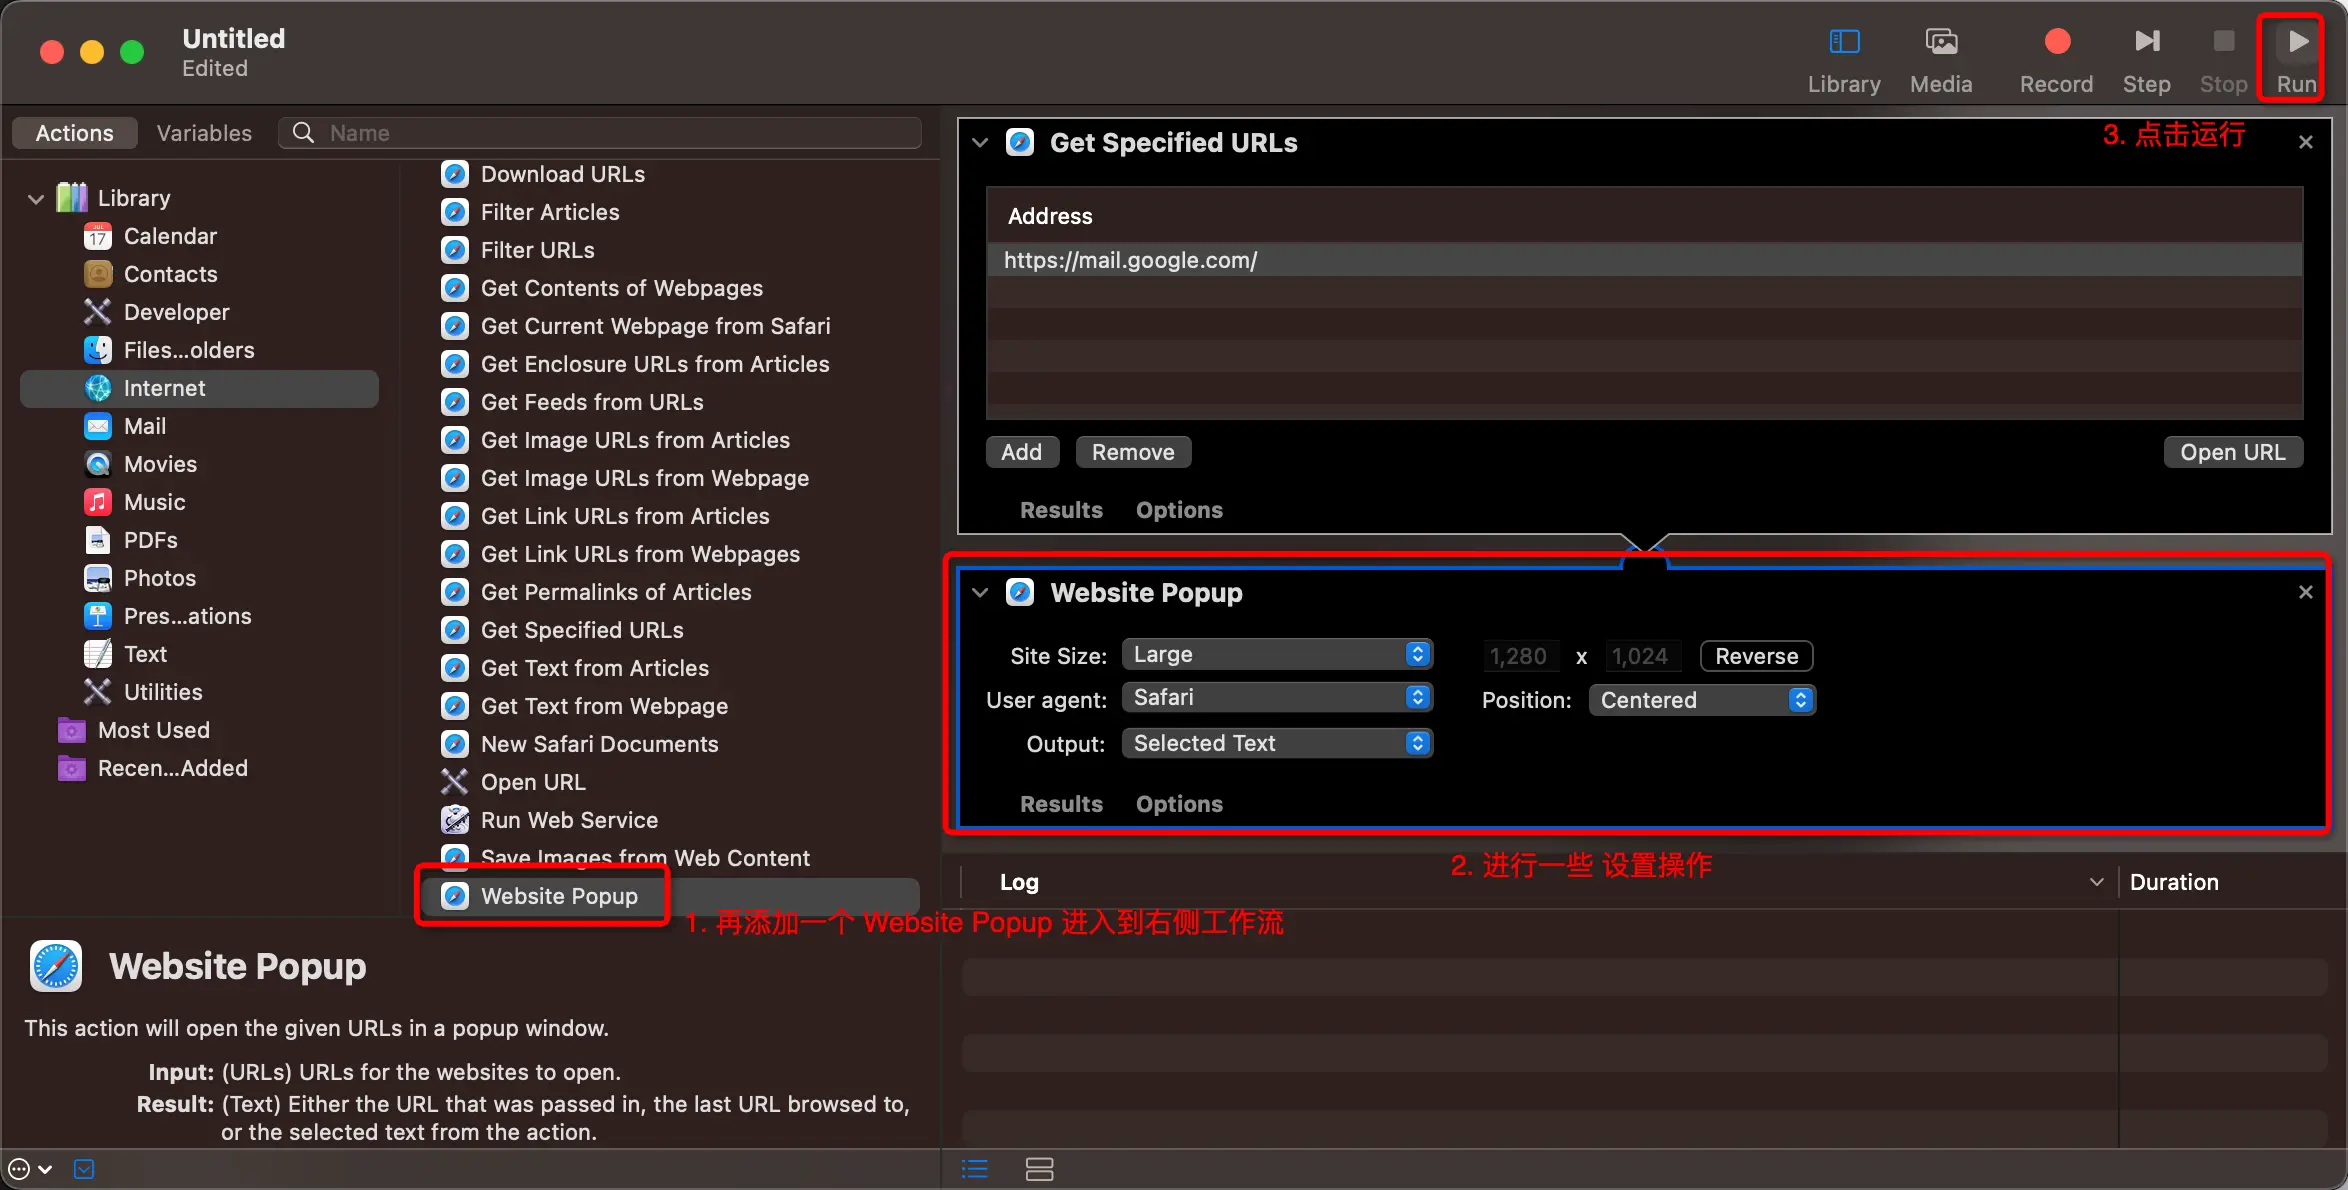 Untitled
Edited
Library
Media
Record
Step
Stop
Run
Actions
Variables
Name
Library
JUL
17
Calendar
Contacts
Developer
Files...olders
Internet
Mail
Movies
Music
PDFs
Photos
Pres...ations
Text
Utilities
Most Used
Recen...Added
Download URLs
Filter Articles
Filter URLs
Get Contents of Webpages
Get Current Webpage from Safari
Get Enclosure URLs from Articles
Get Feeds from URLs
Get Image URLs from Articles
Get Image URLs from Webpage
Get Link URLs from Articles
Get Link URLs from Webpages
Get Permalinks of Articles
Get Specified URLs
Get Text from Articles
Get Text from Webpage
New Safari Documents
Open URL
Run Web Service
Save Images from Web Content
Website Popup
1. 再添加一个 Website Popup 进入到右侧工作流
Website Popup
This action will open the given URLs in a popup window.
Input: (URLs) URLs for the websites to open.
Result: (Text) Either the URL that was passed in, the last URL browsed to,
or the selected text from the action.
Get Specified URLs
3. 点击运行
Address
https://mail.google.com/
Add
Remove
Open URL
Results
Options
Website Popup
Site Size: Large
1,280 x 1,024
Reverse
User agent: Safari
Position: Centered
Output: Selected Text
Results
Options
2. 进行一些 设置操作
Log
Duration